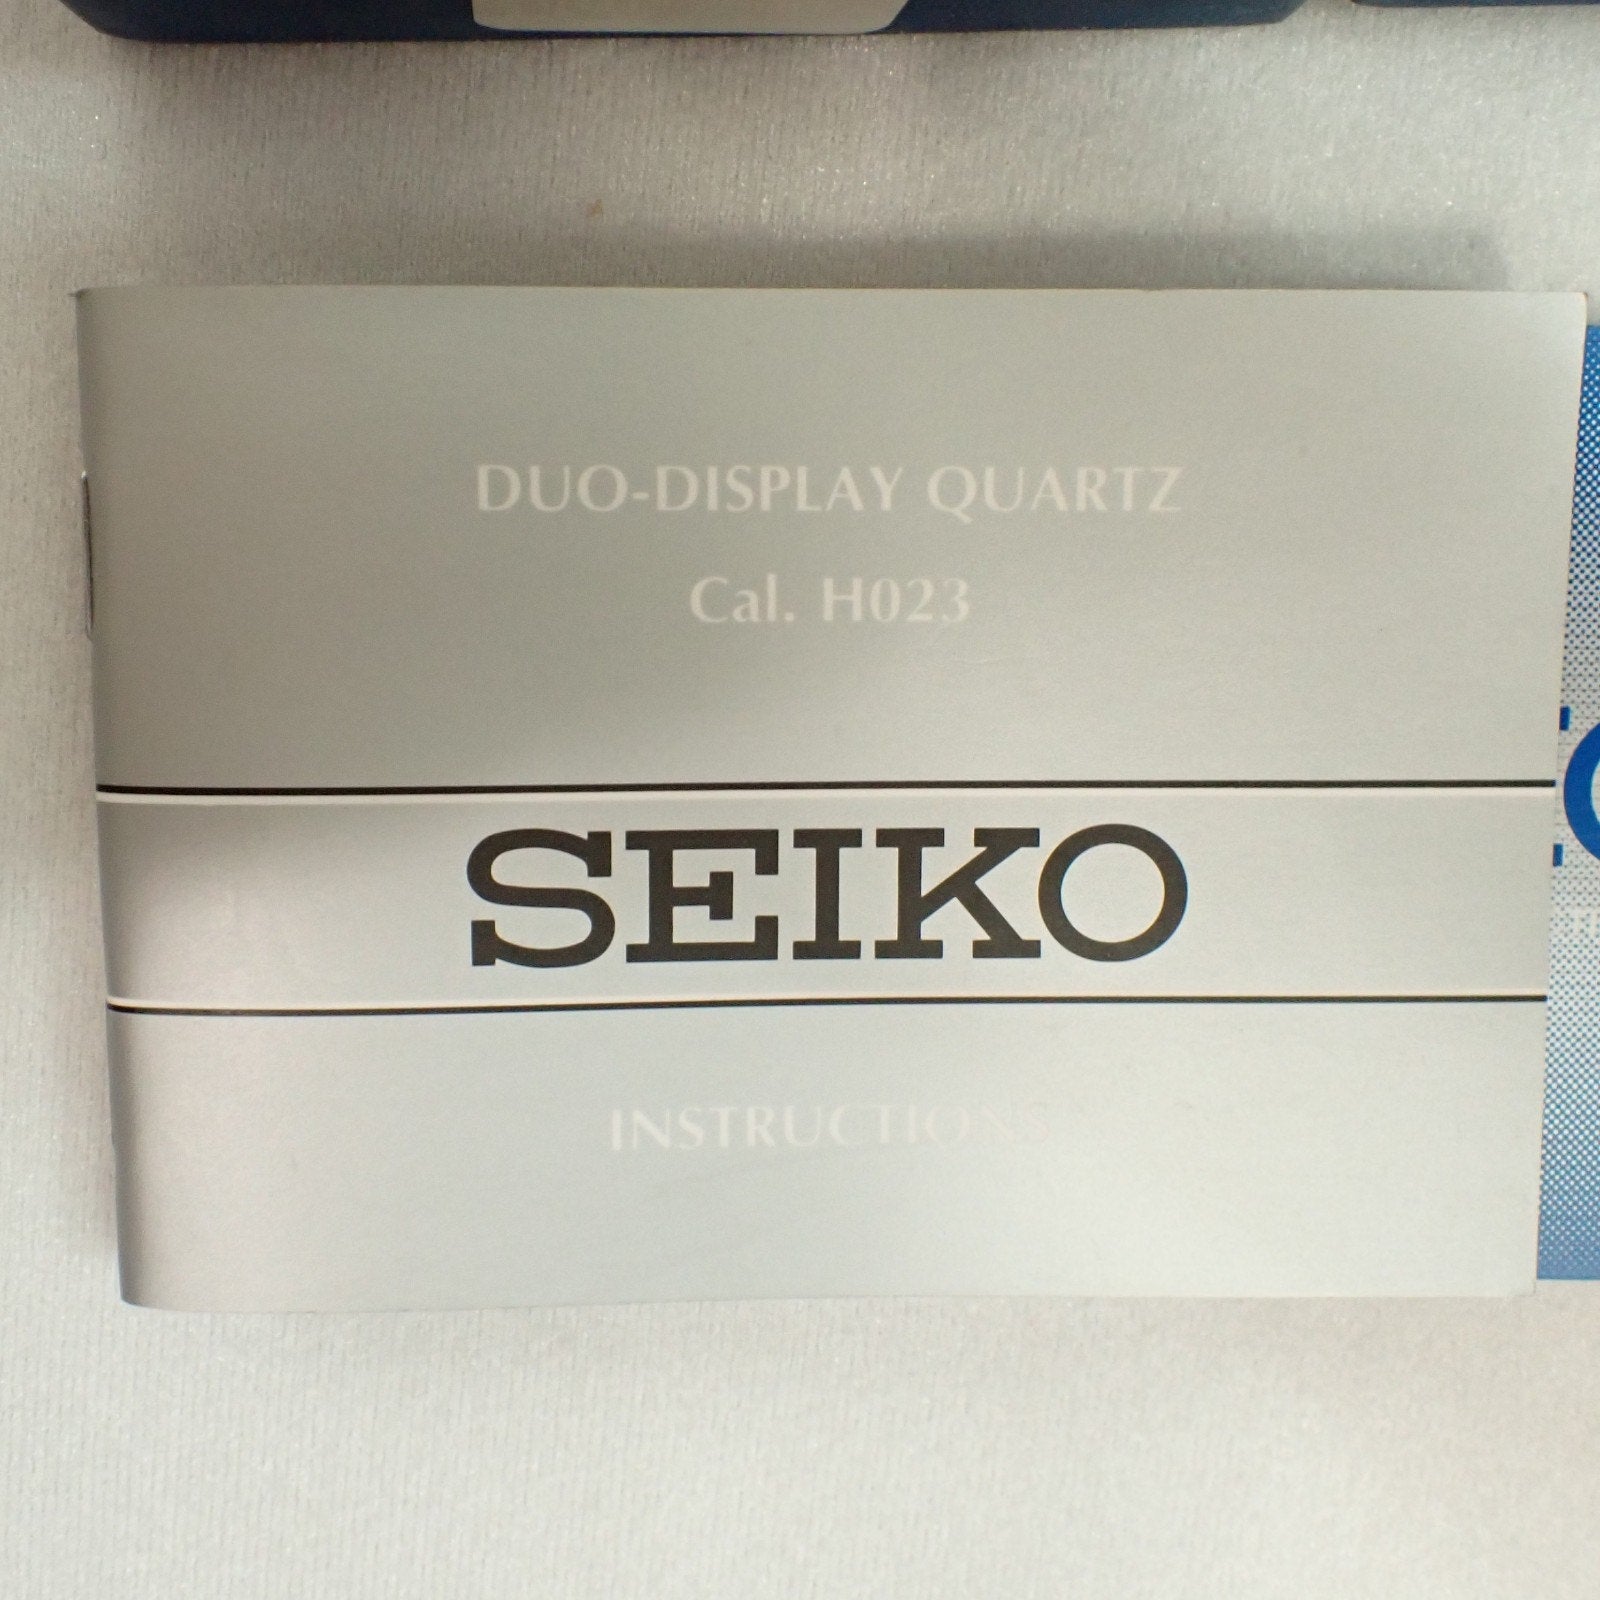 DUO-DISPLAY QUARTZ
Cal. H023
SEIKO
INSTRUCTIONS